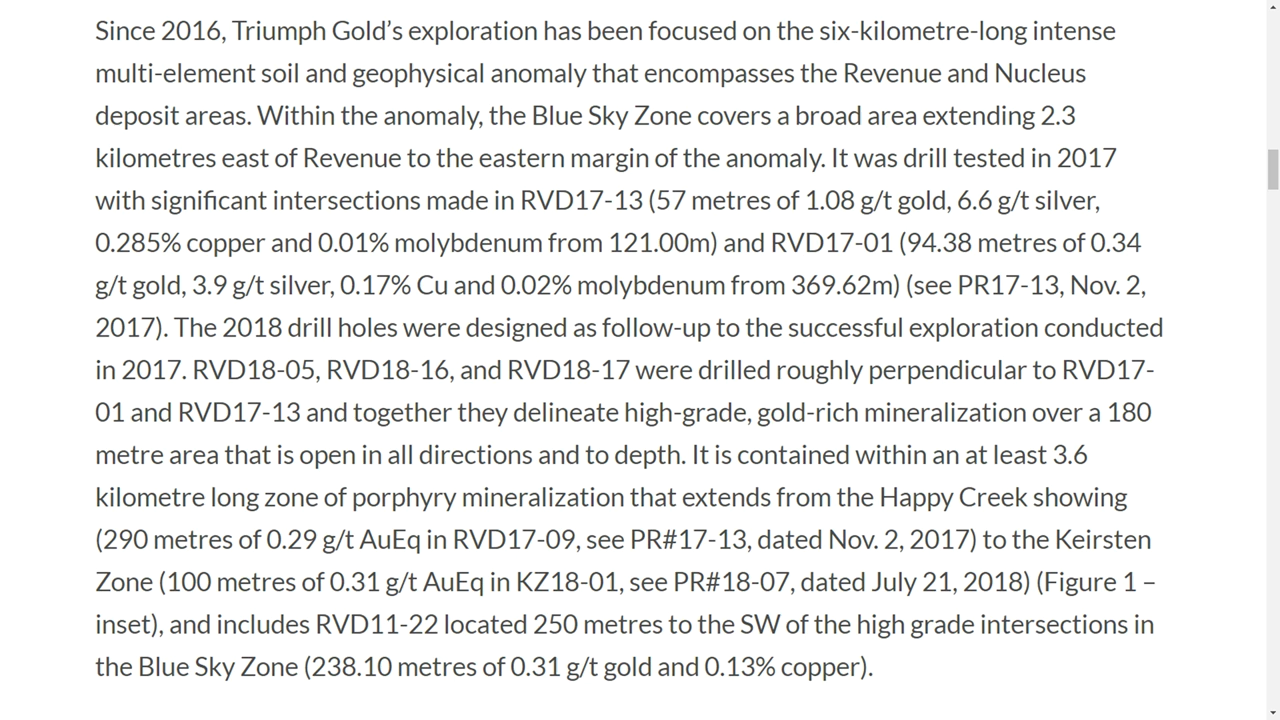 Since 2016, Triumph Gold’s exploration has been focused on the six-kilometre-long intense
multi-element soil and geophysical anomaly that encompasses the Revenue and Nucleus
deposit areas. Within the anomaly, the Blue Sky Zone covers a broad area extending 2.3
kilometres east of Revenue to the eastern margin of the anomaly. It was drill tested in 2017
with significant intersections made in RVD17-13 (57 metres of 1.08 g/t gold, 6.6 g/t silver,
0.285% copper and 0.01% molybdenum from 121.00m) and RVD17-01 (94.38 metres of 0.34
g/t gold, 3.9 g/t silver, 0.17% Cu and 0.02% molybdenum from 369.62m) (see PR17-13, Nov. 2,
2017). The 2018 drill holes were designed as follow-up to the successful exploration conducted
in 2017. RVD18-05, RVD18-16, and RVD18-17 were drilled roughly perpendicular to RVD17-
01 and RVD17-13 and together they delineate high-grade, gold-rich mineralization over a 180
metre area that is open in all directions and to depth. It is contained within an at least 3.6
kilometre long zone of porphyry mineralization that extends from the Happy Creek showing
(290 metres of 0.29 g/t AuEq in RVD17-09, see PR#17-13, dated Nov. 2, 2017) to the Keirsten
Zone (100 metres of 0.31 g/t AuEq in KZ18-01, see PR#18-07, dated July 21, 2018) (Figure 1 –
inset), and includes RVD11-22 located 250 metres to the SW of the high grade intersections in
the Blue Sky Zone (238.10 metres of 0.31 g/t gold and 0.13% copper).